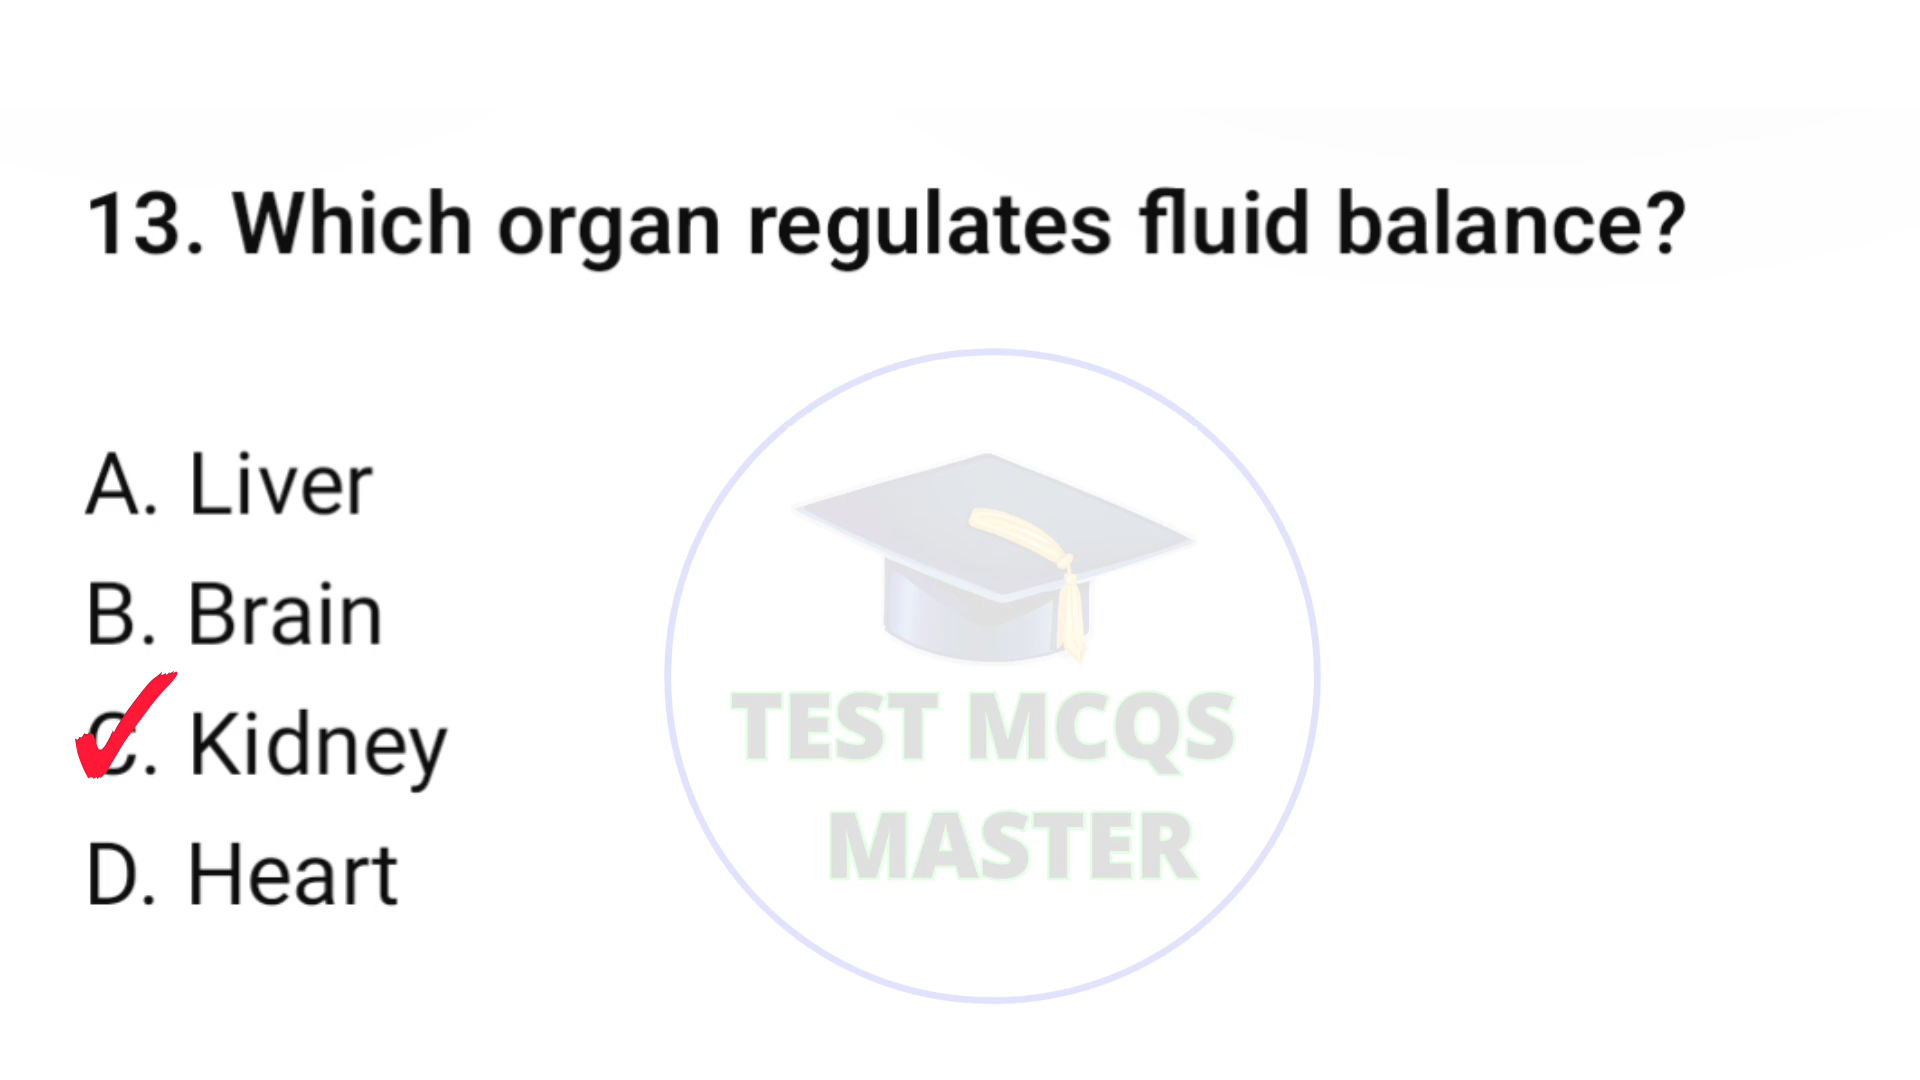 13. Which organ regulates fluid balance?
A. Liver
B. Brain
C. Kidney
D. Heart
TEST MCQS
MASTER